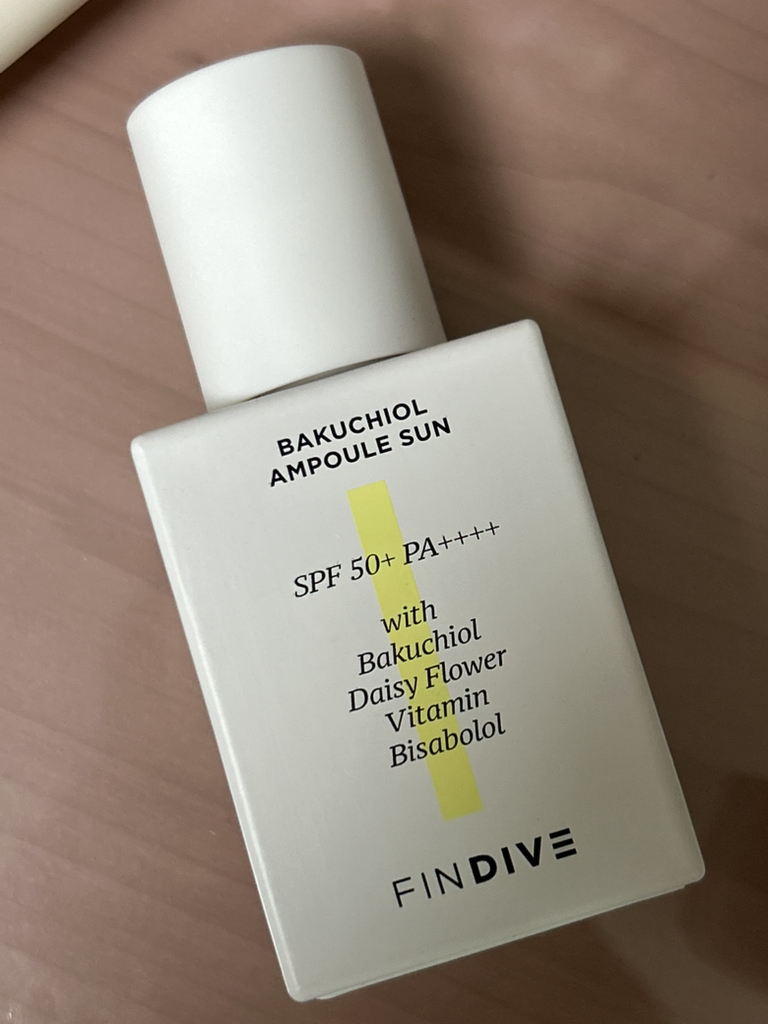 BAKUCHIOL
AMPOULE SUN
SPF 50+ PA++++
with
Bakuchiol
Daisy Flower
Vitamin
Bisabolol
FINDIVE